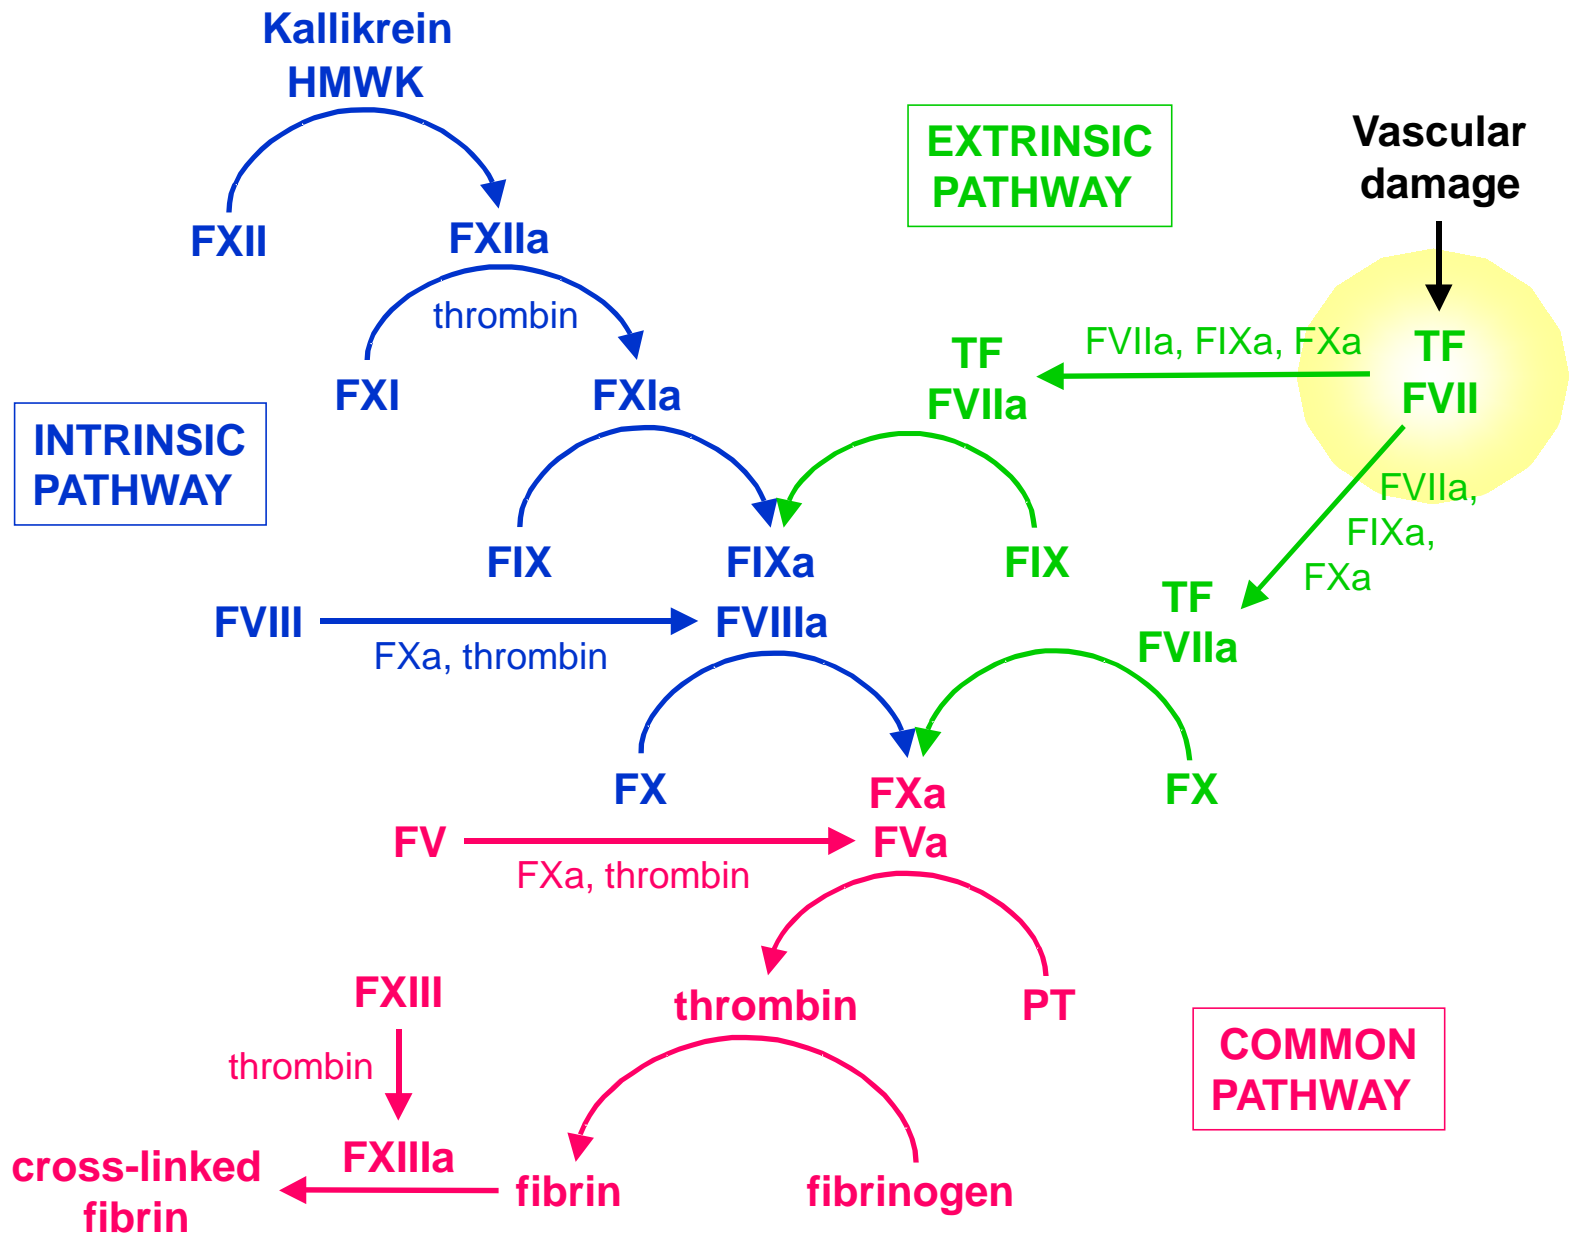 Kallikrein
HMWK
EXTRINSIC
PATHWAY
Vascular
damage
FXII
FXIIa
thrombin
TF
FVIIa
FVIIa, FIXa, FXa
TF
FVII
FXI
FXIa
INTRINSIC
PATHWAY
FVIIa,
FIXa,
FXa
FIX
FIXa
FIX
FVIII
FXa, thrombin
FVIIIa
TF
FVIIa
FX
FXa
FX
FV
FXa, thrombin
FVa
FXIII
thrombin
PT
thrombin
COMMON
PATHWAY
FXIIIa
cross-linked
fibrin
fibrin
fibrinogen